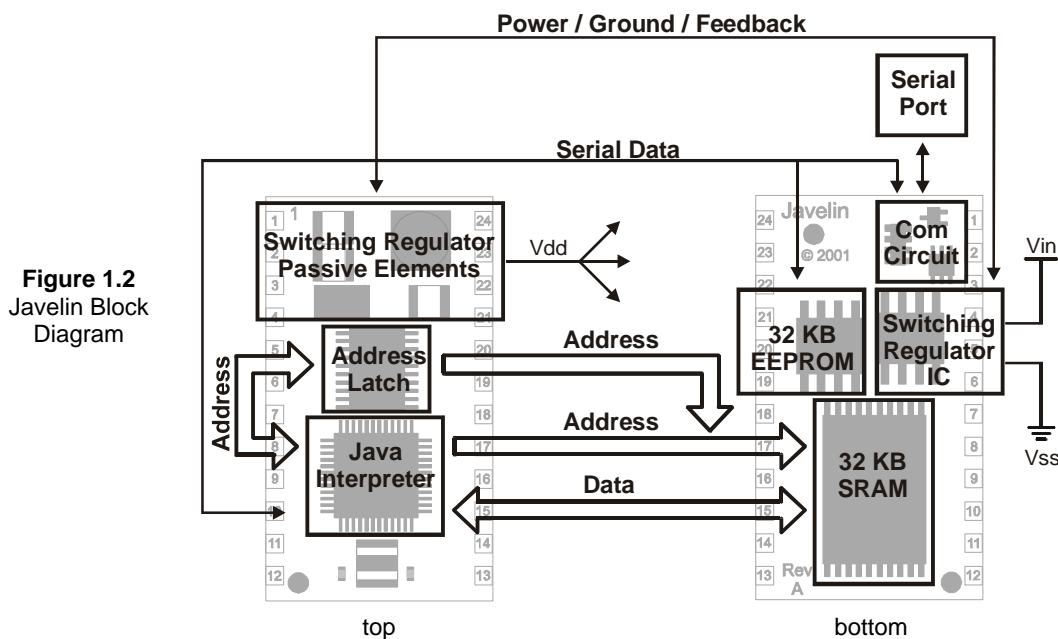 Power / Ground / Feedback
Serial
Port
Serial Data
Figure 1.2
Javelin Block
Diagram
1
1
24
2
23
3
22
4
21
5
20
6
19
7
18
8
17
9
16
15
11
14
12
13
Switching Regulator
Passive Elements
Vdd
Address
Latch
Address
Java
Interpreter
Address
Address
Data
24
Javelin
1
23
© 2001
2
22
3
21
4
20
19
6
18
7
17
8
16
9
15
10
14
11
13
Rev
A
12
Com
Circuit
Vin
32 KB
EEPROM
Switching
Regulator
IC
Vss
32 KB
SRAM
top
bottom